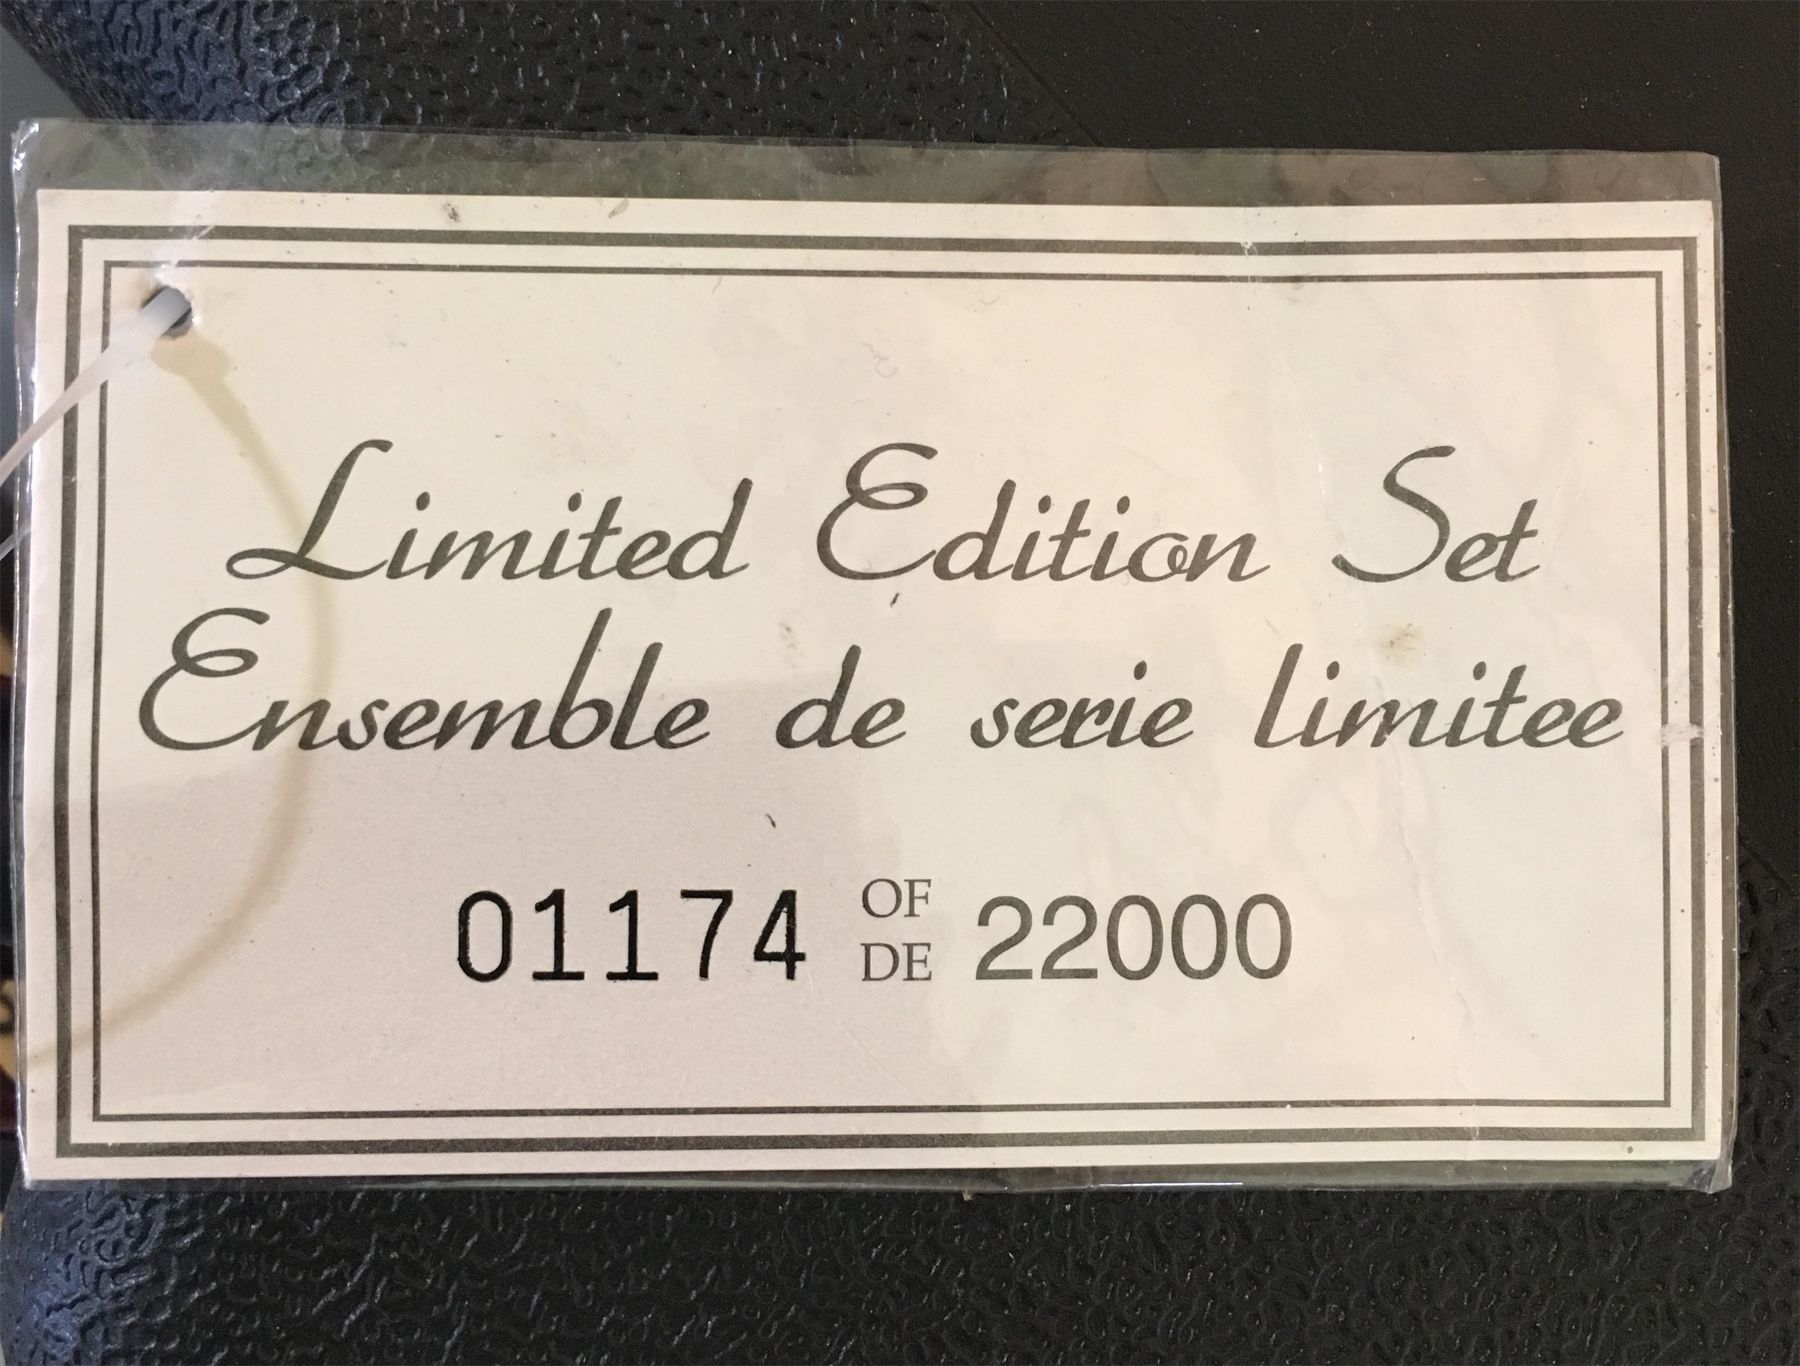 Limited Edition Set
Ensemble de serie limitee
01174 OF DE 22000